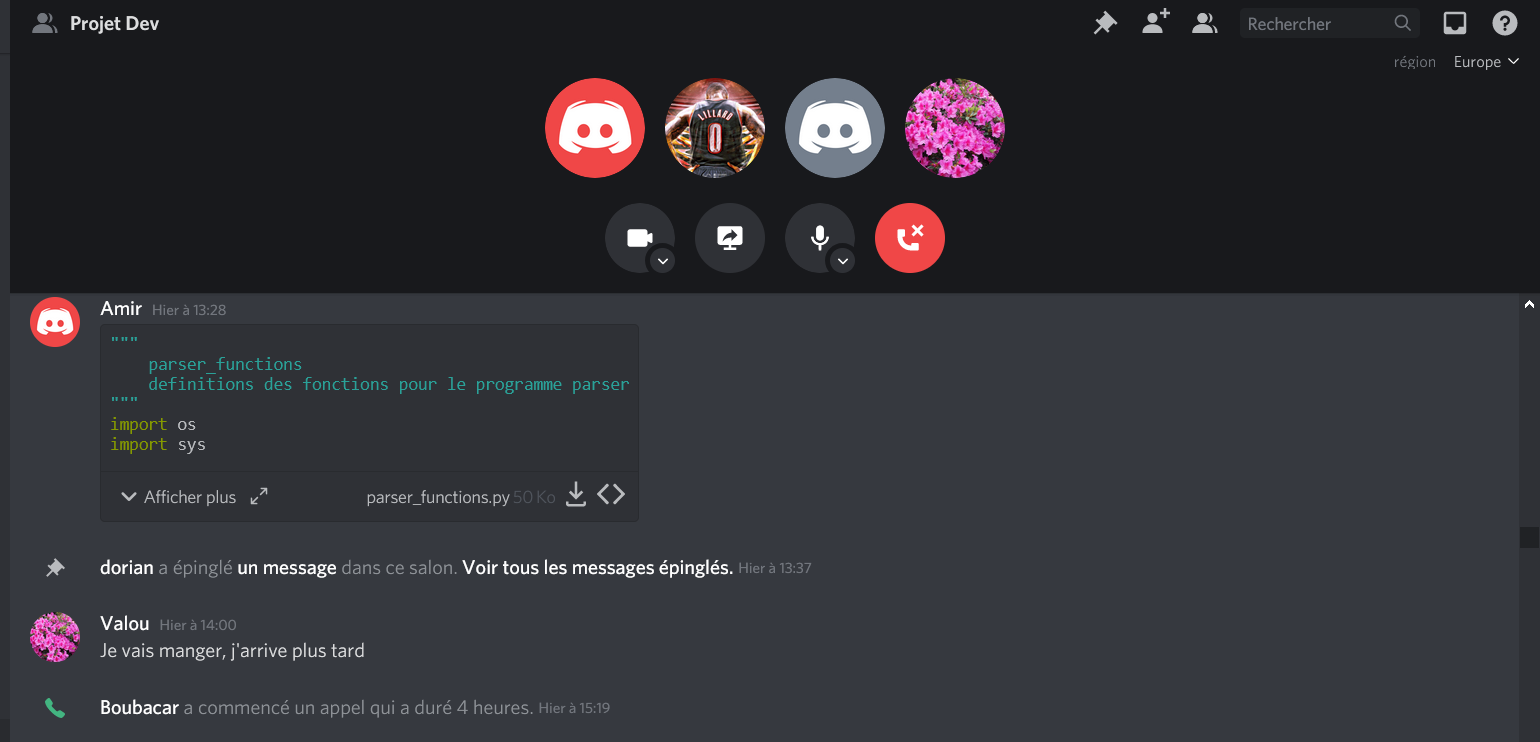 Projet Dev
Rechercher
région Europe
LILLARD
0
Amir Hier à 13:28
"""
parser_functions
definitions des fonctions pour le programme parser
"""
import os
import sys
Afficher plus parser_functions.py 50 Ko
dorian a épinglé un message dans ce salon. Voir tous les messages épinglés. Hier à 13:37
Valou Hier à 14:00
Je vais manger, j'arrive plus tard
Boubacar a commencé un appel qui a duré 4 heures. Hier à 15:19